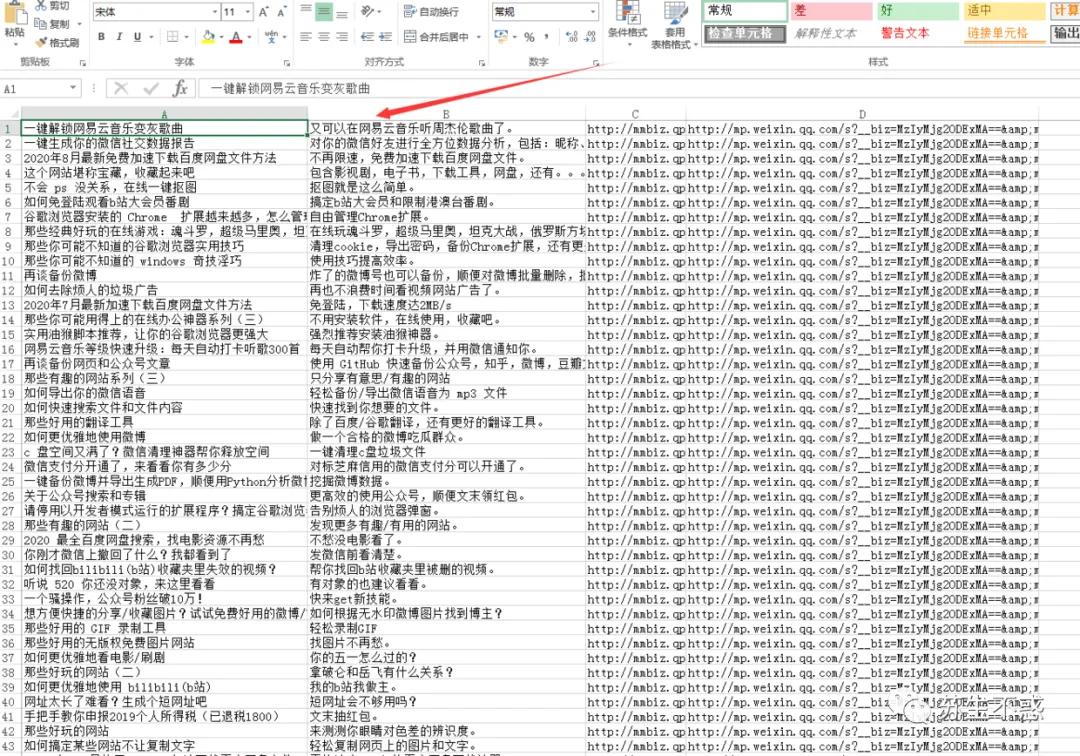 剪切
复制
格式刷
粘贴
剪贴板
宋体
11
B I U
字体
自动换行
合并后居中
对齐方式
常规
数字
条件格式
套用
表格格式
常规
差
好
适中
计算
检查单元格
解释性文本
警告文本
链接单元格
输出
样式
A1
fx
一键解锁网易云音乐变灰歌曲
A B C D
1 一键解锁网易云音乐变灰歌曲 又可以在网易云音乐听周杰伦歌曲了。 http://mmbiz.qp http://mp.weixin.qq.com/s?__biz=MzIyMjg2ODExMA==&amp;m
2 一键生成你的微信社交数据报告 对你的微信好友进行全方位数据分析，包括：昵称、 http://mmbiz.qp http://mp.weixin.qq.com/s?__biz=MzIyMjg2ODExMA==&amp;m
3 2020年8月最新免费加速下载百度网盘文件方法 不再限速，免费加速下载百度网盘文件。 http://mmbiz.qp http://mp.weixin.qq.com/s?__biz=MzIyMjg2ODExMA==&amp;m
4 这个网站堪称宝藏，收藏起来吧 包含影视剧，电子书，下载工具，网盘，还有。。。 http://mmbiz.qp http://mp.weixin.qq.com/s?__biz=MzIyMjg2ODExMA==&amp;m
5 不会 ps 没关系，在线一键抠图 抠图就是这么简单。 http://mmbiz.qp http://mp.weixin.qq.com/s?__biz=MzIyMjg2ODExMA==&amp;m
6 如何免登陆观看b站大会员番剧 搞定b站大会员和限制港澳台番剧。 http://mmbiz.qp http://mp.weixin.qq.com/s?__biz=MzIyMjg2ODExMA==&amp;m
7 谷歌浏览器安装的 Chrome 扩展越来越多，怎么管 自由管理Chrome扩展。 http://mmbiz.qp http://mp.weixin.qq.com/s?__biz=MzIyMjg2ODExMA==&amp;m
8 那些经典好玩的在线游戏：魂斗罗，超级马里奥，坦 在线玩魂斗罗，超级马里奥，坦克大战，俄罗斯方 http://mmbiz.qp http://mp.weixin.qq.com/s?__biz=MzIyMjg2ODExMA==&amp;m
9 那些你可能不知道的谷歌浏览器实用技巧 清理cookie，导出密码，备份Chrome扩展，还有更 http://mmbiz.qp http://mp.weixin.qq.com/s?__biz=MzIyMjg2ODExMA==&amp;m
10 那些你可能不知道的 windows 奇技淫巧 使用技巧提高效率。 http://mmbiz.qp http://mp.weixin.qq.com/s?__biz=MzIyMjg2ODExMA==&amp;m
11 再谈备份微博 炸了的微博号也可以备份，顺便对微博批量删除， http://mmbiz.qp http://mp.weixin.qq.com/s?__biz=MzIyMjg2ODExMA==&amp;m
12 如何去除烦人的垃圾广告 再也不浪费时间看视频网站广告了。 http://mmbiz.qp http://mp.weixin.qq.com/s?__biz=MzIyMjg2ODExMA==&amp;m
13 2020年7月最新加速下载百度网盘文件方法 免登陆，下载速度达2MB/s http://mmbiz.qp http://mp.weixin.qq.com/s?__biz=MzIyMjg2ODExMA==&amp;m
14 那些你可能用得上的在线办公神器系列（三） 不用安装软件，在线使用，收藏吧。 http://mmbiz.qp http://mp.weixin.qq.com/s?__biz=MzIyMjg2ODExMA==&amp;m
15 实用油猴脚本推荐，让你的谷歌浏览器更强大 强烈推荐安装油猴神器。 http://mmbiz.qp http://mp.weixin.qq.com/s?__biz=MzIyMjg2ODExMA==&amp;m
16 网易云音乐等级快速升级：每天自动打卡听歌300首 每天自动帮你打卡升级，并用微信通知你。 http://mmbiz.qp http://mp.weixin.qq.com/s?__biz=MzIyMjg2ODExMA==&amp;m
17 再谈备份网页和公众号文章 使用 GitHub 快速备份公众号，知乎，微博，豆瓣 http://mmbiz.qp http://mp.weixin.qq.com/s?__biz=MzIyMjg2ODExMA==&amp;m
18 那些有趣的网站系列（三） 只分享有意思/有趣的网站 http://mmbiz.qp http://mp.weixin.qq.com/s?__biz=MzIyMjg2ODExMA==&amp;m
19 如何导出你的微信语音 轻松备份/导出微信语音为 mp3 文件 http://mmbiz.qp http://mp.weixin.qq.com/s?__biz=MzIyMjg2ODExMA==&amp;m
20 如何快速搜索文件和文件内容 快速找到你想要的文件。 http://mmbiz.qp http://mp.weixin.qq.com/s?__biz=MzIyMjg2ODExMA==&amp;m
21 那些好用的翻译工具 除了百度/谷歌翻译，还有更好的翻译工具。 http://mmbiz.qp http://mp.weixin.qq.com/s?__biz=MzIyMjg2ODExMA==&amp;m
22 如何更优雅地使用微博 做一个合格的微博吃瓜群众。 http://mmbiz.qp http://mp.weixin.qq.com/s?__biz=MzIyMjg2ODExMA==&amp;m
23 c 盘空间又满了？微信清理神器帮你释放空间 一键清理c盘垃圾文件 http://mmbiz.qp http://mp.weixin.qq.com/s?__biz=MzIyMjg2ODExMA==&amp;m
24 微信支付分开通了，来看看你有多少分 对标芝麻信用的微信支付分可以开通了。 http://mmbiz.qp http://mp.weixin.qq.com/s?__biz=MzIyMjg2ODExMA==&amp;m
25 一键备份微博并导出生成PDF，顺便用Python分析微 挖掘微博数据。 http://mmbiz.qp http://mp.weixin.qq.com/s?__biz=MzIyMjg2ODExMA==&amp;m
26 关于公众号搜索和专辑 更高效的使用公众号，顺便文末领红包。 http://mmbiz.qp http://mp.weixin.qq.com/s?__biz=MzIyMjg2ODExMA==&amp;m
27 请停用以开发者模式运行的扩展程序？搞定谷歌浏览 告别烦人的浏览器弹窗。 http://mmbiz.qp http://mp.weixin.qq.com/s?__biz=MzIyMjg2ODExMA==&amp;m
28 那些有趣的网站（二） 发现更多有趣/有用的网站。 http://mmbiz.qp http://mp.weixin.qq.com/s?__biz=MzIyMjg2ODExMA==&amp;m
29 2020 最全百度网盘搜索，找电影资源不再愁 不愁没电影看了。 http://mmbiz.qp http://mp.weixin.qq.com/s?__biz=MzIyMjg2ODExMA==&amp;m
30 你刚才微信上撤回了什么？我都看到了 发微信前看清楚。 http://mmbiz.qp http://mp.weixin.qq.com/s?__biz=MzIyMjg2ODExMA==&amp;m
31 如何找回bilibili(b站)收藏夹里失效的视频？ 帮你找回b站收藏夹里被删的视频。 http://mmbiz.qp http://mp.weixin.qq.com/s?__biz=MzIyMjg2ODExMA==&amp;m
32 听说 520 你还没对象，来这里看看 有对象的也建议看看。 http://mmbiz.qp http://mp.weixin.qq.com/s?__biz=MzIyMjg2ODExMA==&amp;m
33 一个骚操作，公众号粉丝破10万！ 快来get新技能。 http://mmbiz.qp http://mp.weixin.qq.com/s?__biz=MzIyMjg2ODExMA==&amp;m
34 想方便快捷的分享/收藏图片？试试免费好用的微博/ 如何根据无水印微博图片找到博主？ http://mmbiz.qp http://mp.weixin.qq.com/s?__biz=MzIyMjg2ODExMA==&amp;m
35 那些好用的 GIF 录制工具 轻松录制GIF http://mmbiz.qp http://mp.weixin.qq.com/s?__biz=MzIyMjg2ODExMA==&amp;m
36 那些好用的无版权免费图片网站 找图片不再愁。 http://mmbiz.qp http://mp.weixin.qq.com/s?__biz=MzIyMjg2ODExMA==&amp;m
37 如何更优雅地看电影/刷剧 你的五一怎么过的？ http://mmbiz.qp http://mp.weixin.qq.com/s?__biz=MzIyMjg2ODExMA==&amp;m
38 那些好玩的网站（二） 拿破仑和岳飞有什么关系？ http://mmbiz.qp http://mp.weixin.qq.com/s?__biz=MzIyMjg2ODExMA==&amp;m
39 如何更优雅地使用 bilibili(b站) 我的b站我做主。 http://mmbiz.qp http://mp.weixin.qq.com/s?__biz=MzIyMjg2ODExMA==&amp;m
40 网址太长了难看？生成个短网址吧 短网址会不够用吗？ http://mmbiz.qp http://mp.weixin.qq.com/s?__biz=MzIyMjg2ODExMA==&amp;m
41 手把手教你申报2019个人所得税（已退税1800） 文末抽红包。 http://mmbiz.qp http://mp.weixin.qq.com/s?__biz=MzIyMjg2ODExMA==&amp;m
42 那些好玩的网站 来测测你眼睛对色差的辨识度。 http://mmbiz.qp http://mp.weixin.qq.com/s?__biz=MzIyMjg2ODExMA==&amp;m
43 如何搞定某些网站不让复制文字 轻松复制网页上的图片和文字。 http://mmbiz.qp http://mp.weixin.qq.com/s?__biz=MzIyMjg2ODExMA==&amp;m